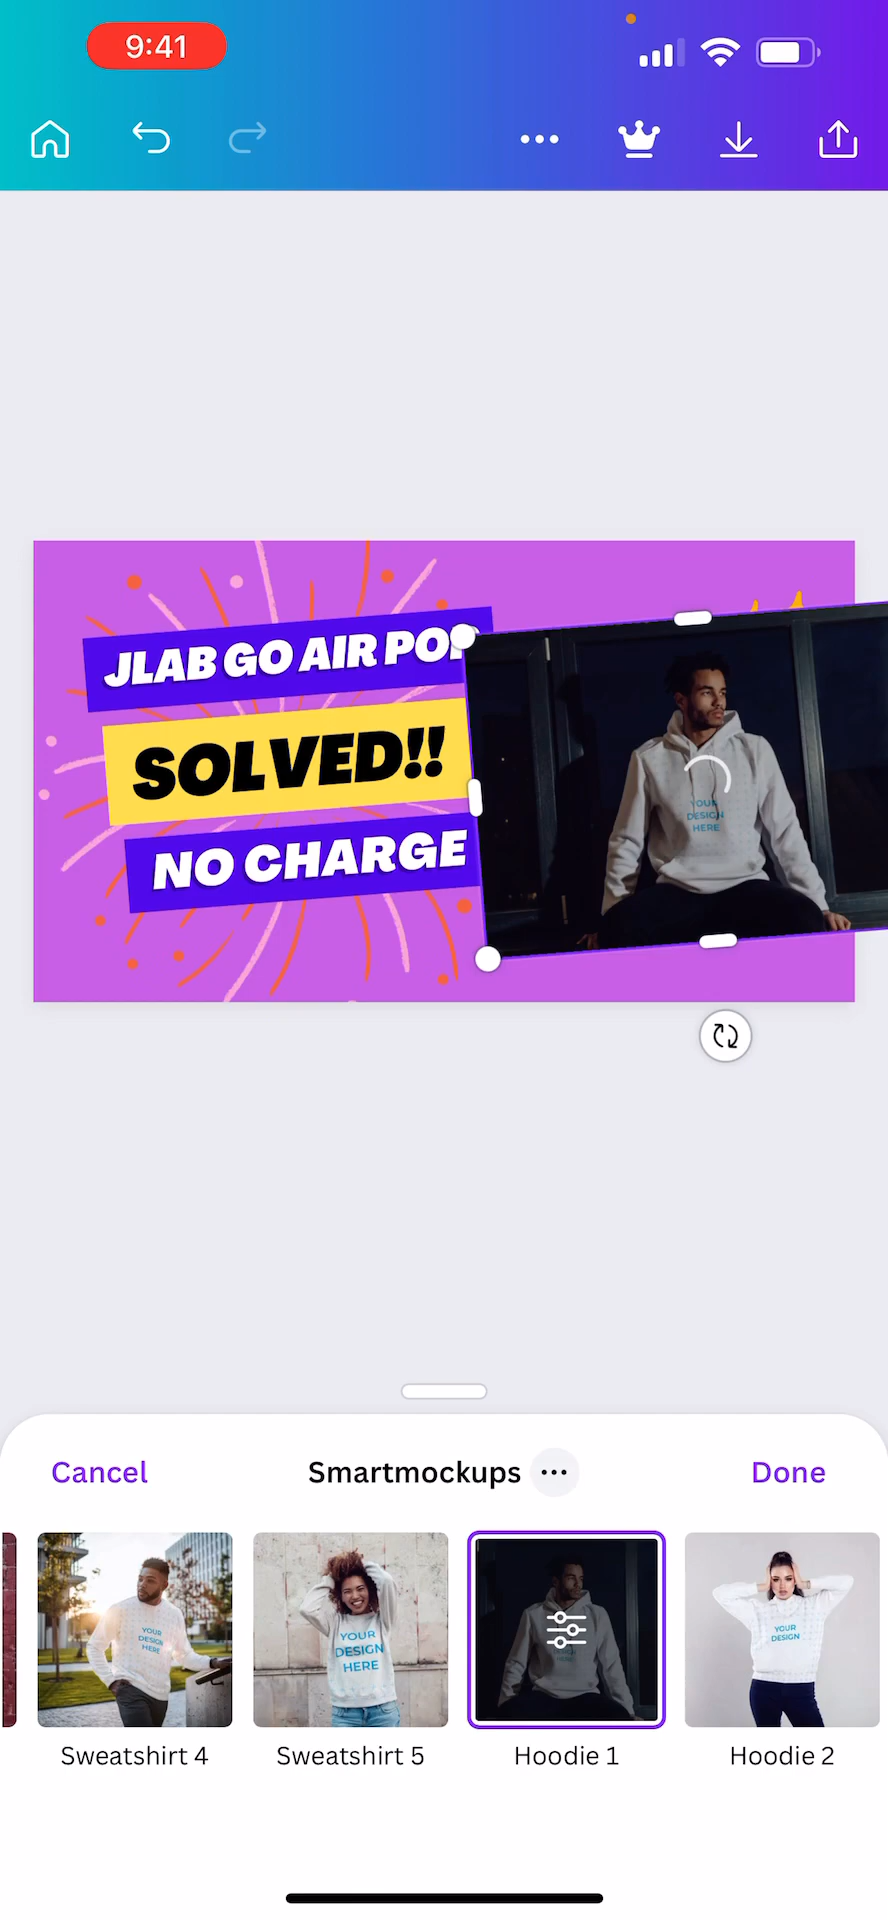 9:41
JLAB GO AIR POP
SOLVED!!
NO CHARGE
YOUR
DESIGN
HERE
Cancel
Smartmockups
Done
YOUR
DESIGN
HERE
YOUR
DESIGN
HERE
YOUR
DESIGN
Sweatshirt 4
Sweatshirt 5
Hoodie 1
Hoodie 2